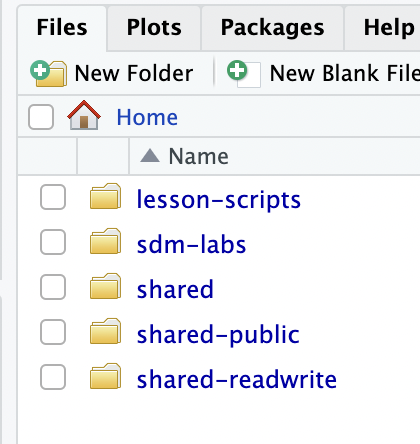 Files Plots Packages Help
New Folder New Blank File
Home
Name
lesson-scripts
sdm-labs
shared
shared-public
shared-readwrite